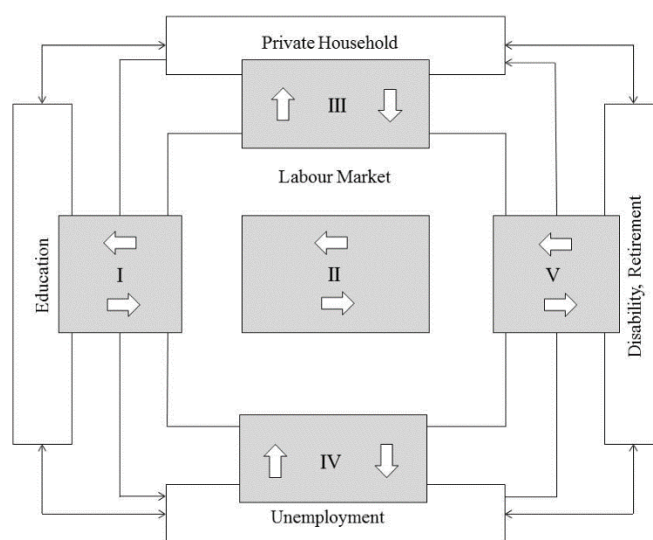 Private Household
III
Labour Market
Education
I
II
V
Disability, Retirement
IV
Unemployment